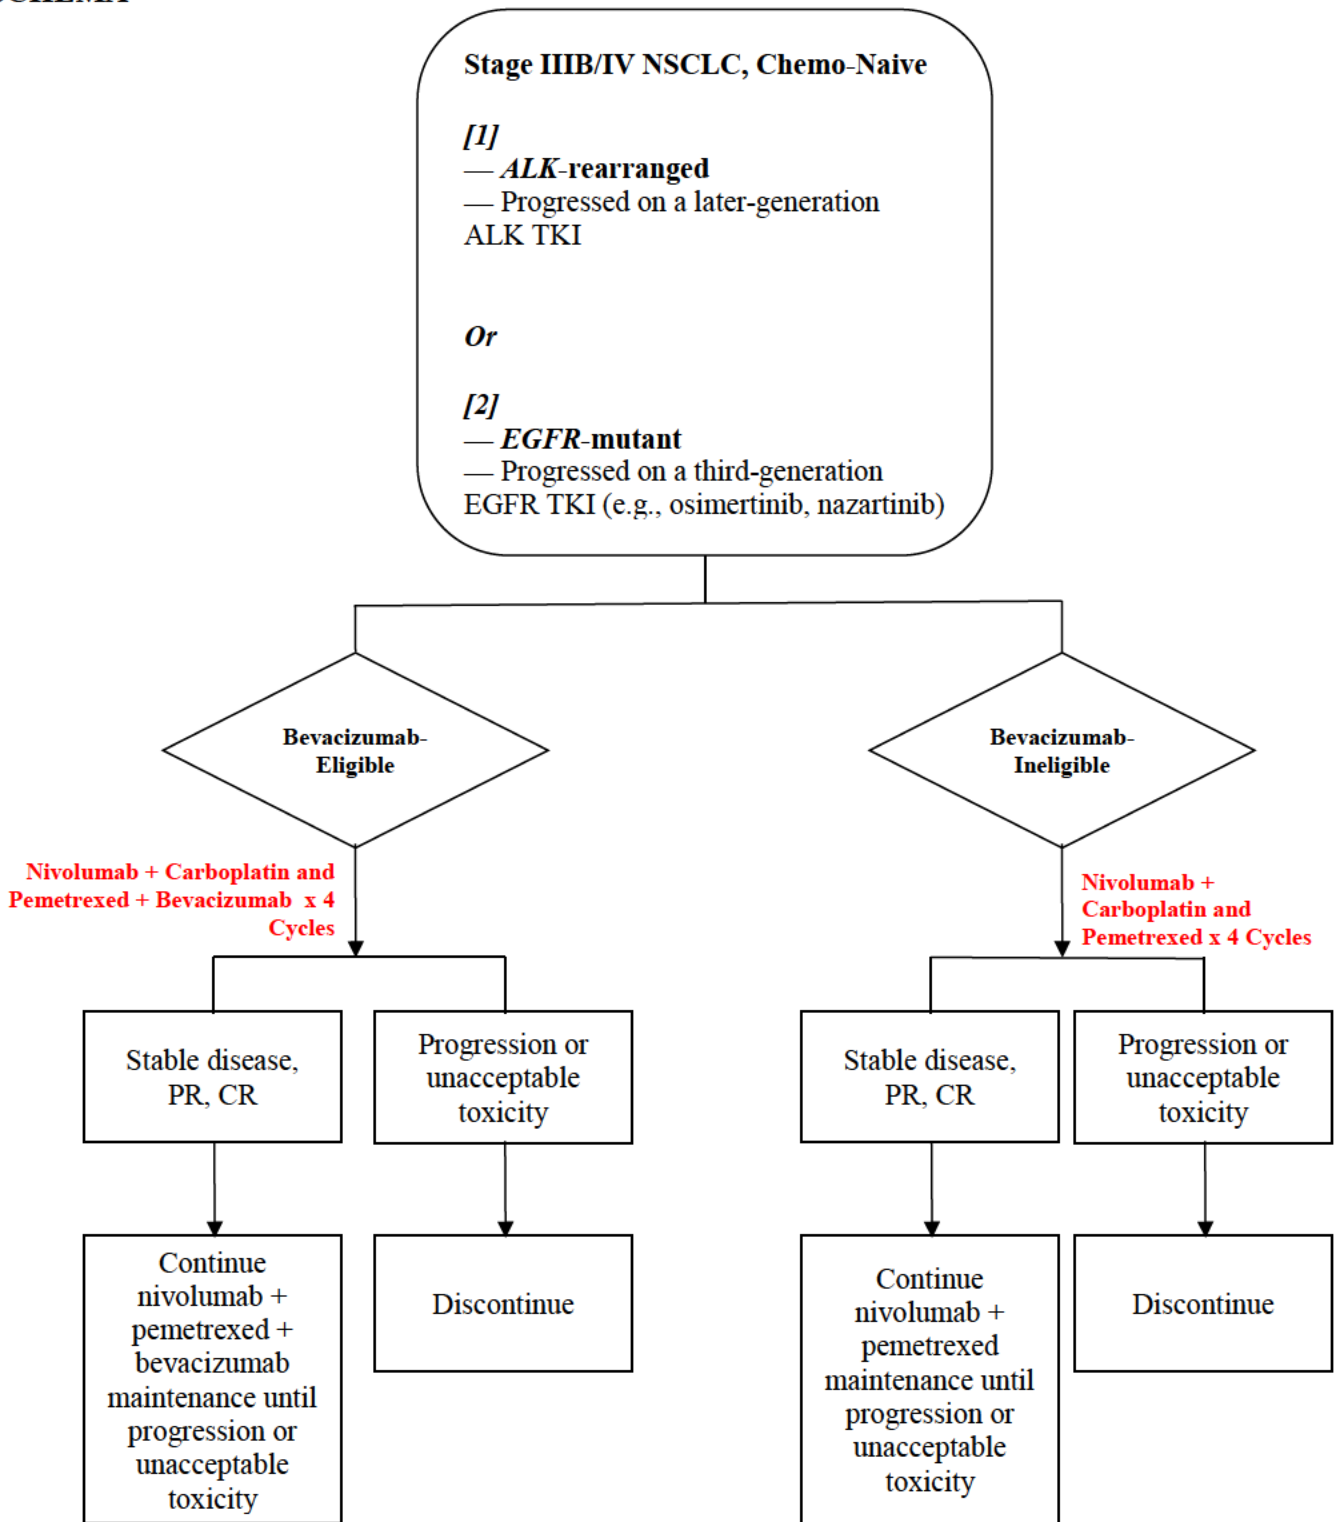 SCHEMA
Stage IIIB/IV NSCLC, Chemo-Naive
[1]
— ALK-rearranged
— Progressed on a later-generation
ALK TKI
Or
[2]
— EGFR-mutant
— Progressed on a third-generation
EGFR TKI (e.g., osimertinib, nazartinib)
Bevacizumab-
Eligible
Bevacizumab-
Ineligible
Nivolumab + Carboplatin and
Pemetrexed + Bevacizumab x 4
Cycles
Nivolumab +
Carboplatin and
Pemetrexed x 4 Cycles
Stable disease,
PR, CR
Progression or
unacceptable
toxicity
Stable disease,
PR, CR
Progression or
unacceptable
toxicity
Continue
nivolumab +
pemetrexed +
bevacizumab
maintenance until
progression or
unacceptable
toxicity
Discontinue
Continue
nivolumab +
pemetrexed
maintenance until
progression or
unacceptable
toxicity
Discontinue